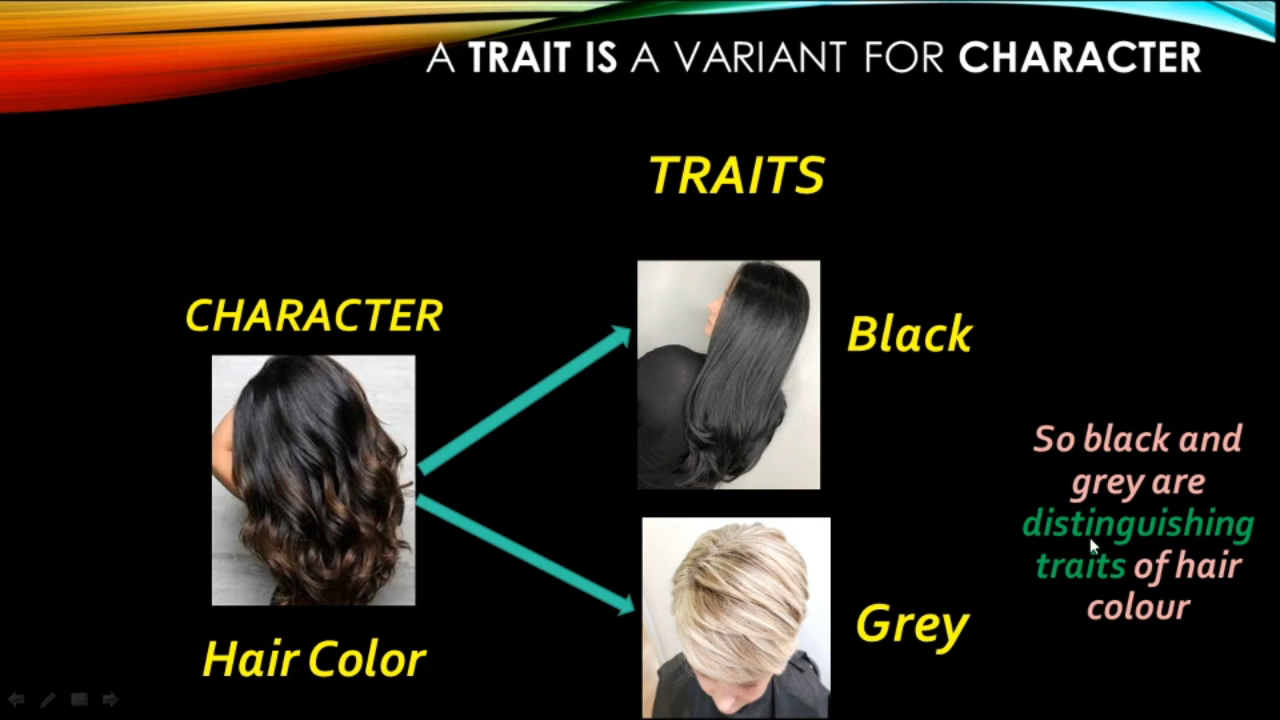 A TRAIT IS A VARIANT FOR CHARACTER
TRAITS
CHARACTER
Black
Hair Color
Grey
So black and
grey are
distinguishing
traits of hair
colour